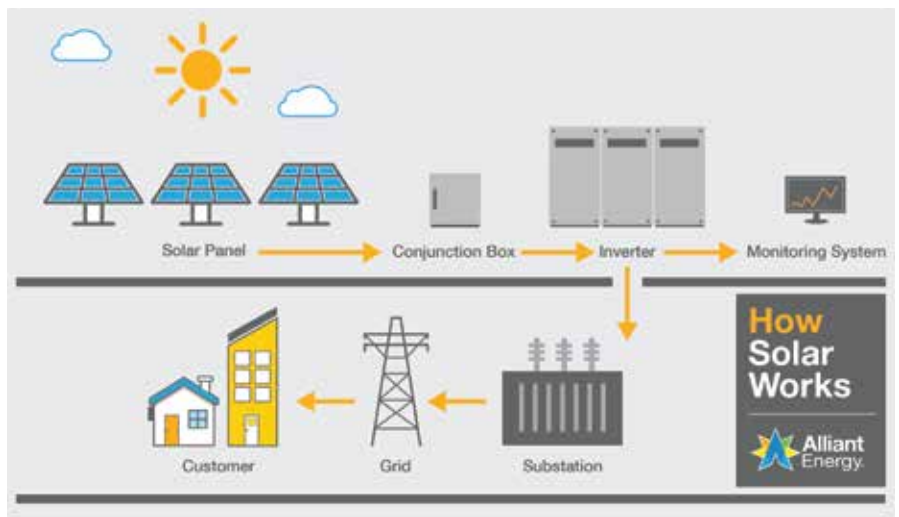 Solar Panel
Conjunction Box
Inverter
Monitoring System
How
Solar
Works
Alliant
Energy.
Customer
Grid
Substation